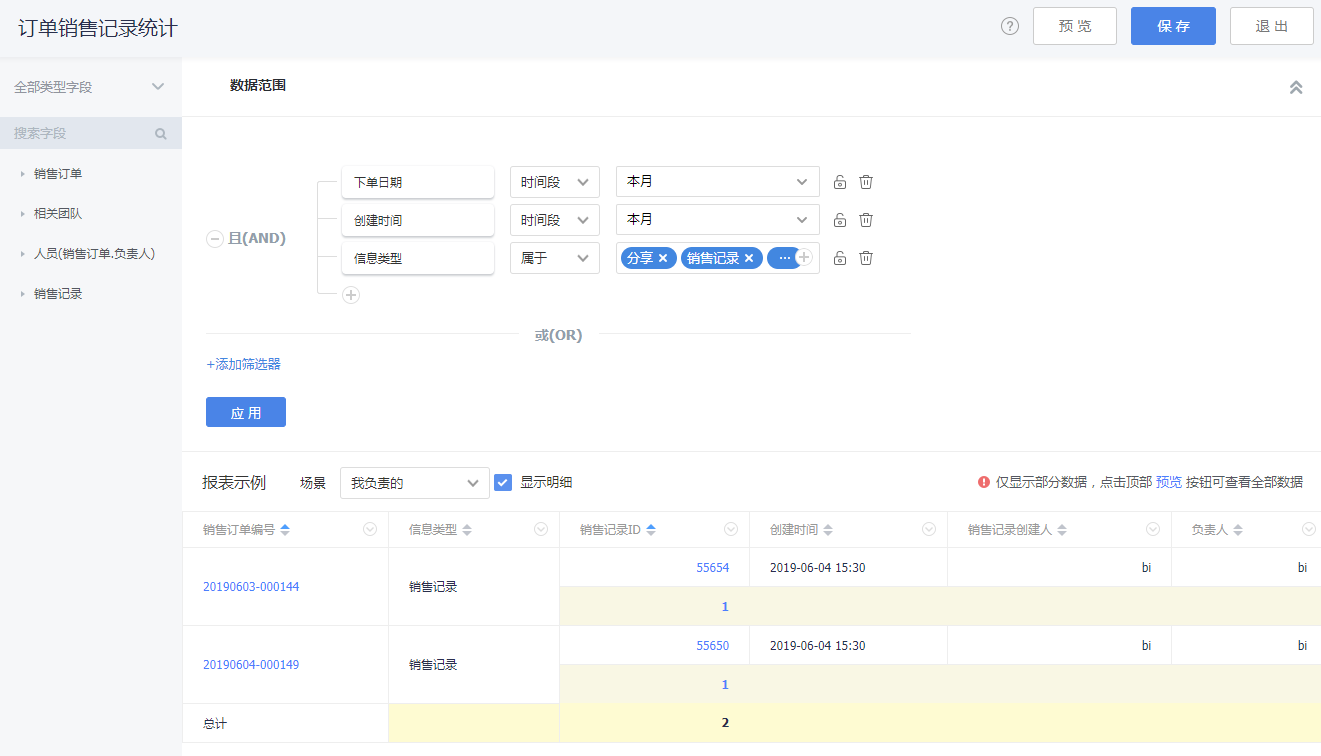 订单销售记录统计
?
预 览
保 存
退 出
全部类型字段
搜索字段
销售订单
相关团队
人员(销售订单.负责人)
销售记录
数据范围
且(AND)
下单日期 时间段 本月
创建时间 时间段 本月
信息类型 属于 分享 × 销售记录 × ...
或(OR)
+添加筛选器
应 用
报表示例 场景 我负责的 显示明细 仅显示部分数据，点击顶部 预览 按钮可查看全部数据
销售订单编号 信息类型 销售记录ID 创建时间 销售记录创建人 负责人
20190603-000144 销售记录 55654 2019-06-04 15:30 bi bi
1
20190604-000149 销售记录 55650 2019-06-04 15:30 bi bi
1
总计 2